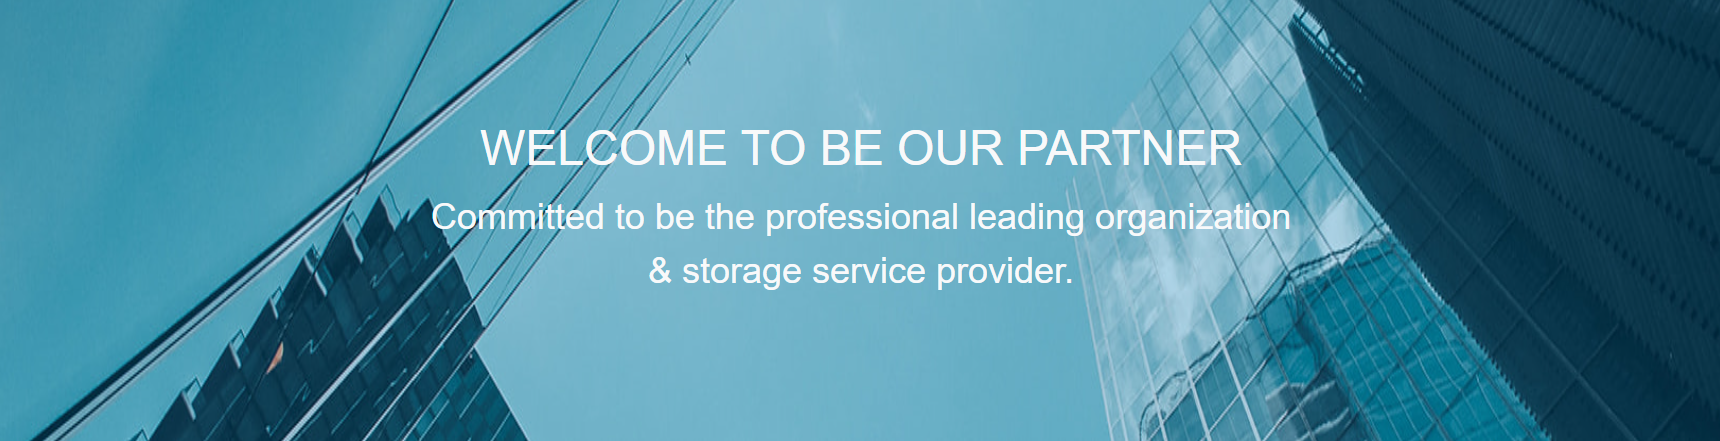 WELCOME TO BE OUR PARTNER
Committed to be the professional leading organization
& storage service provider.